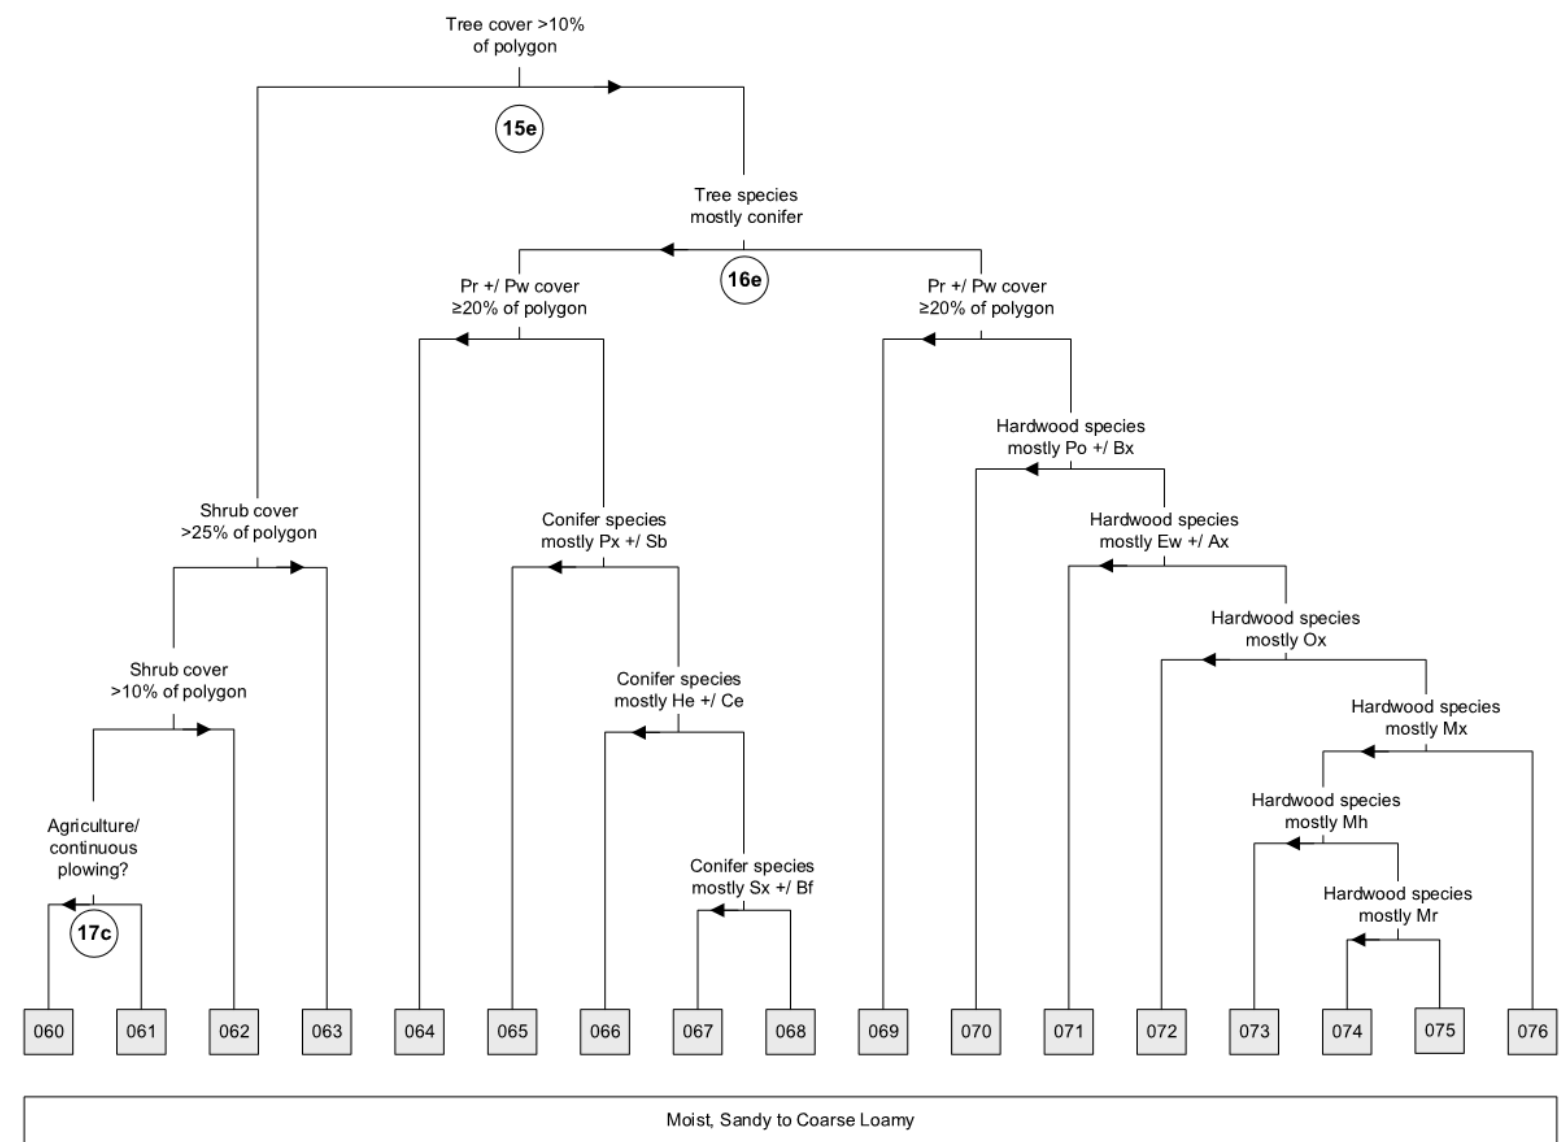 Tree cover >10%
of polygon
15e
Tree species
mostly conifer
16e
Pr +/ Pw cover
≥20% of polygon
Pr +/ Pw cover
≥20% of polygon
Hardwood species
mostly Po +/ Bx
Shrub cover
>25% of polygon
Conifer species
mostly Px +/ Sb
Hardwood species
mostly Ew +/ Ax
Hardwood species
mostly Ox
Shrub cover
>10% of polygon
Conifer species
mostly He +/ Ce
Hardwood species
mostly Mx
Agriculture/
continuous
plowing?
17c
Hardwood species
mostly Mh
Conifer species
mostly Sx +/ Bf
Hardwood species
mostly Mr
060 061 062 063 064 065 066 067 068 069 070 071 072 073 074 075 076
Moist, Sandy to Coarse Loamy